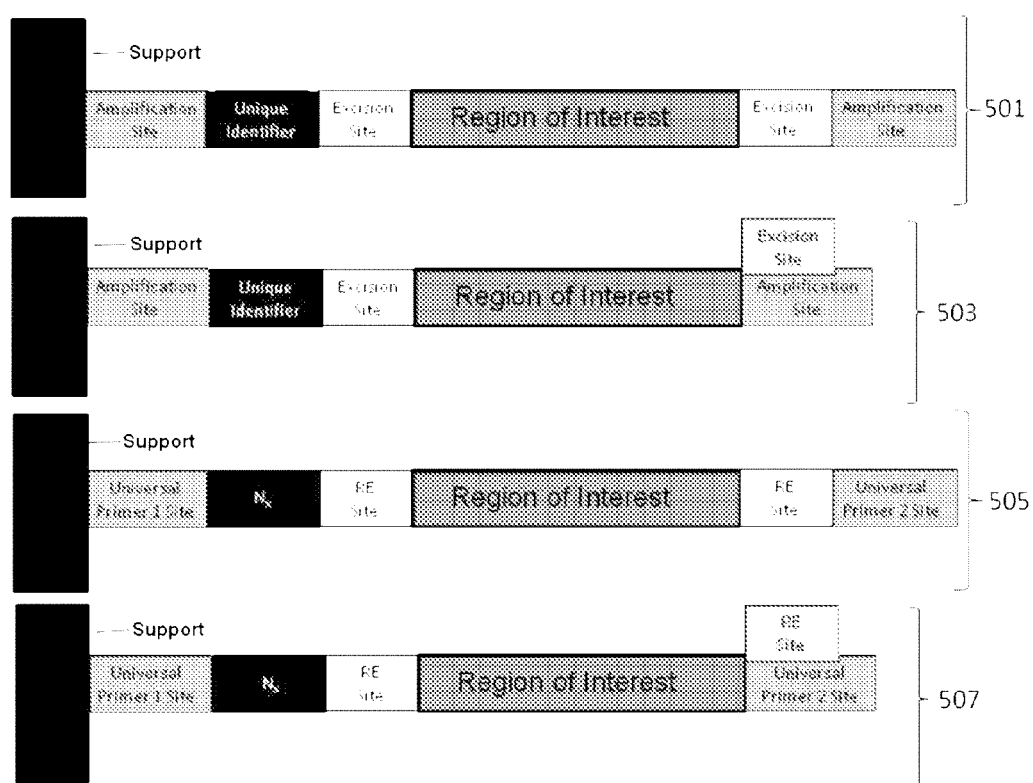 Support
Amplification Site
Unique Identifier
Excision Site
Region of Interest
Excision Site
Amplification Site
501
Support
Excision Site
Amplification Site
Unique Identifier
Excision Site
Region of Interest
Amplification Site
503
Support
Universal Primer 1 Site
Nx
RE Site
Region of Interest
RE Site
Universal Primer 2 Site
505
Support
RE Site
Universal Primer 1 Site
Nx
RE Site
Region of Interest
Universal Primer 2 Site
507